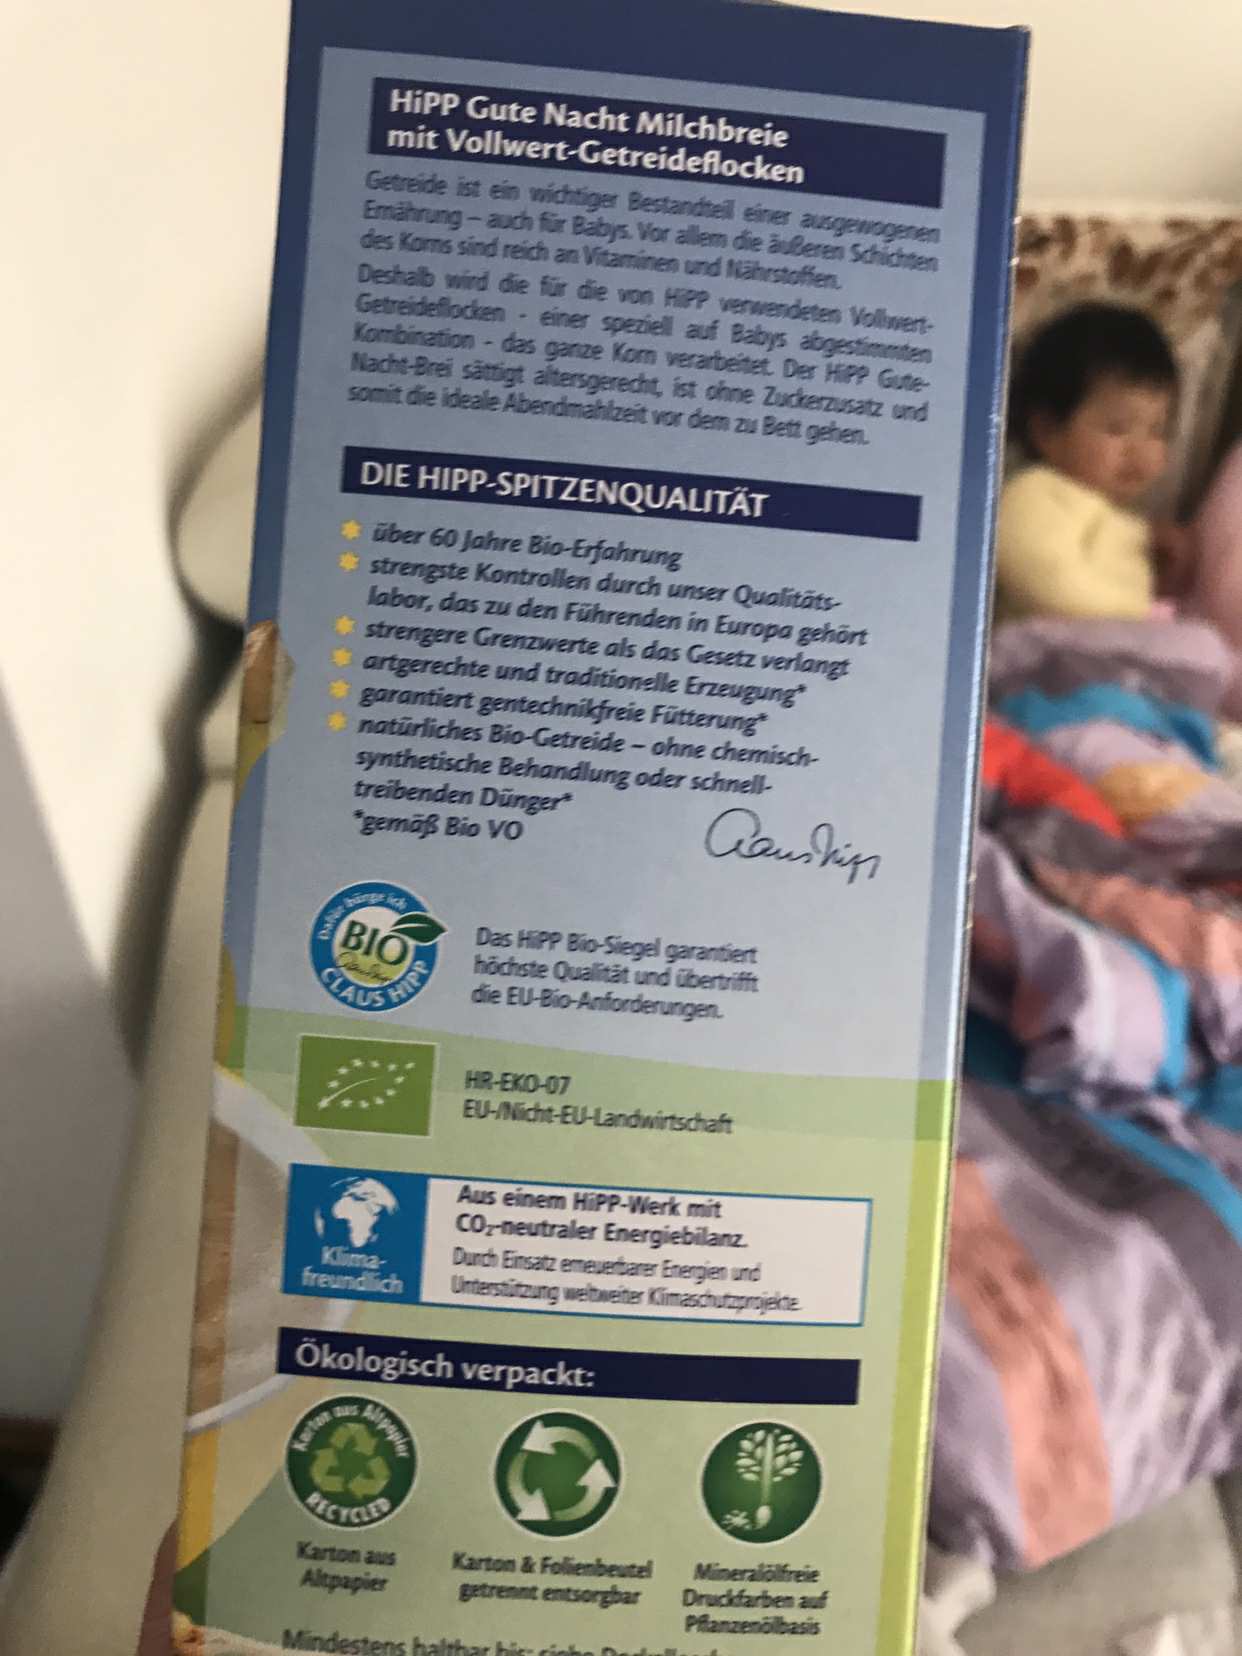 HiPP Gute Nacht Milchbreie
mit Vollwert-Getreideflocken
Getreide ist ein wichtiger Bestandteil einer ausgewogenen
Ernährung – auch für Babys. Vor allem die äußeren Schichten
des Korns sind reich an Vitaminen und Nährstoffen.
Deshalb wird die für die von HiPP verwendeten Vollwert-
Getreideflocken - einer speziell auf Babys abgestimmten
Kombination - das ganze Korn verarbeitet. Der HiPP Gute-
Nacht-Brei sättigt altersgerecht, ist ohne Zuckerzusatz und
somit die ideale Abendmahlzeit vor dem zu Bett gehen.
DIE HIPP-SPITZENQUALITÄT
über 60 Jahre Bio-Erfahrung
strengste Kontrollen durch unser Qualitäts-
labor, das zu den Führenden in Europa gehört
strengere Grenzwerte als das Gesetz verlangt
artgerechte und traditionelle Erzeugung*
garantiert gentechnikfreie Fütterung*
natürliches Bio-Getreide – ohne chemisch-
synthetische Behandlung oder schnell-
treibenden Dünger*
*gemäß Bio VO
Claus Hipp
Dafür bürge ich
BIO
CLAUS HIPP
Das HiPP Bio-Siegel garantiert
höchste Qualität und übertrifft
die EU-Bio-Anforderungen.
HR-EKO-07
EU-/Nicht-EU-Landwirtschaft
Klima-
freundlich
Aus einem HiPP-Werk mit
CO₂-neutraler Energiebilanz.
Durch Einsatz erneuerbarer Energien und
Unterstützung weltweiter Klimaschutzprojekte.
Ökologisch verpackt:
Karton aus Altpapier
RECYCLED
Karton aus
Altpapier
Karton & Folienbeutel
getrennt entsorgbar
Mineralölfreie
Druckfarben auf
Pflanzenölbasis
Mindestens haltbar bis: siehe